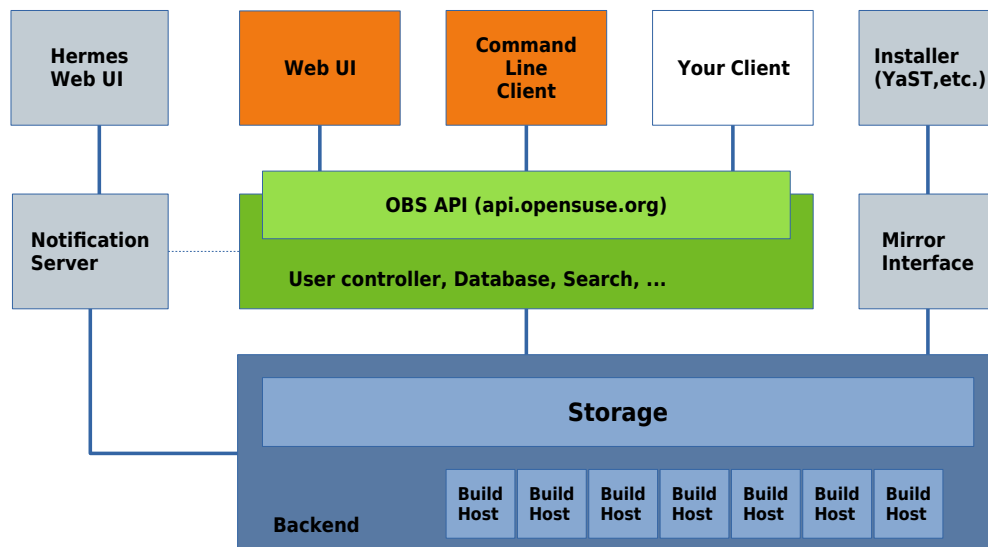 Hermes
Web UI
Web UI
Command
Line
Client
Your Client
Installer
(YaST,etc.)
OBS API (api.opensuse.org)
Notification
Server
User controller, Database, Search, ...
Mirror
Interface
Storage
Build
Host
Build
Host
Build
Host
Build
Host
Build
Host
Build
Host
Build
Host
Backend